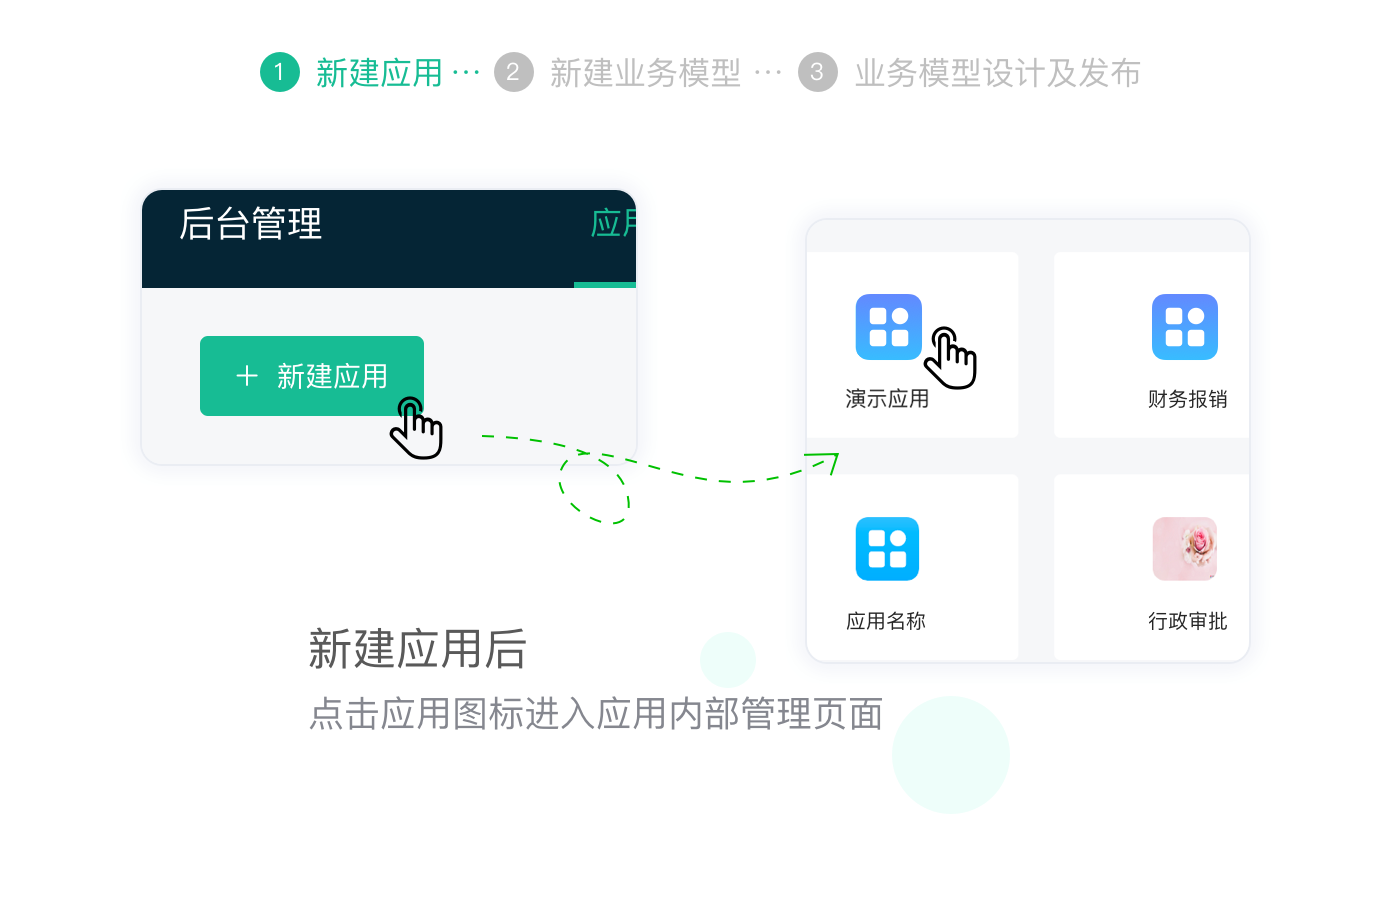 1 新建应用 ··· 2 新建业务模型 ··· 3 业务模型设计及发布
后台管理
应用
+ 新建应用
演示应用
财务报销
应用名称
行政审批
新建应用后
点击应用图标进入应用内部管理页面